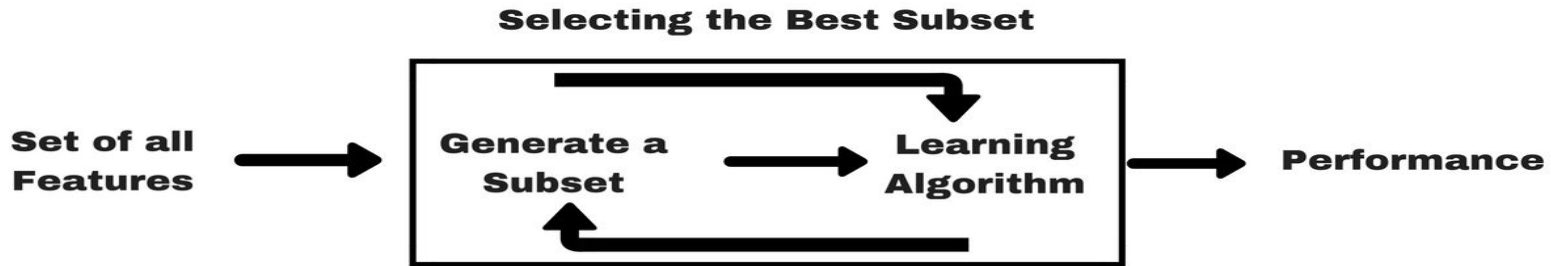 Selecting the Best Subset
Set of all
Features
Generate a
Subset
Learning
Algorithm
Performance